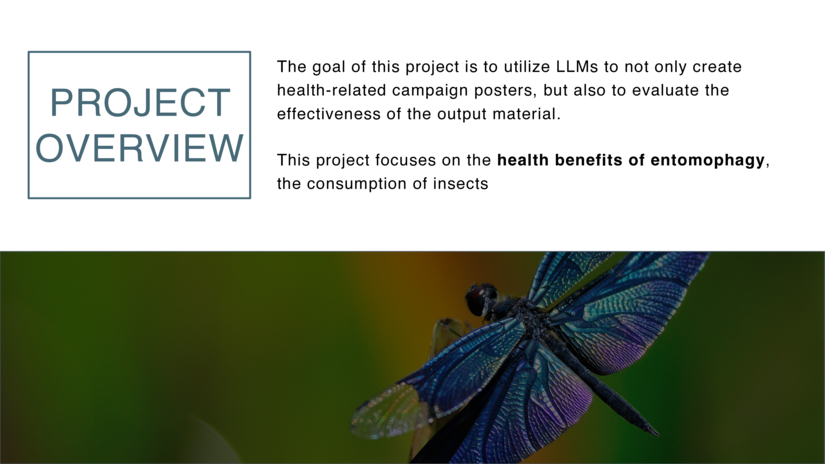 PROJECT
OVERVIEW
The goal of this project is to utilize LLMs to not only create
health-related campaign posters, but also to evaluate the
effectiveness of the output material.
This project focuses on the health benefits of entomophagy,
the consumption of insects